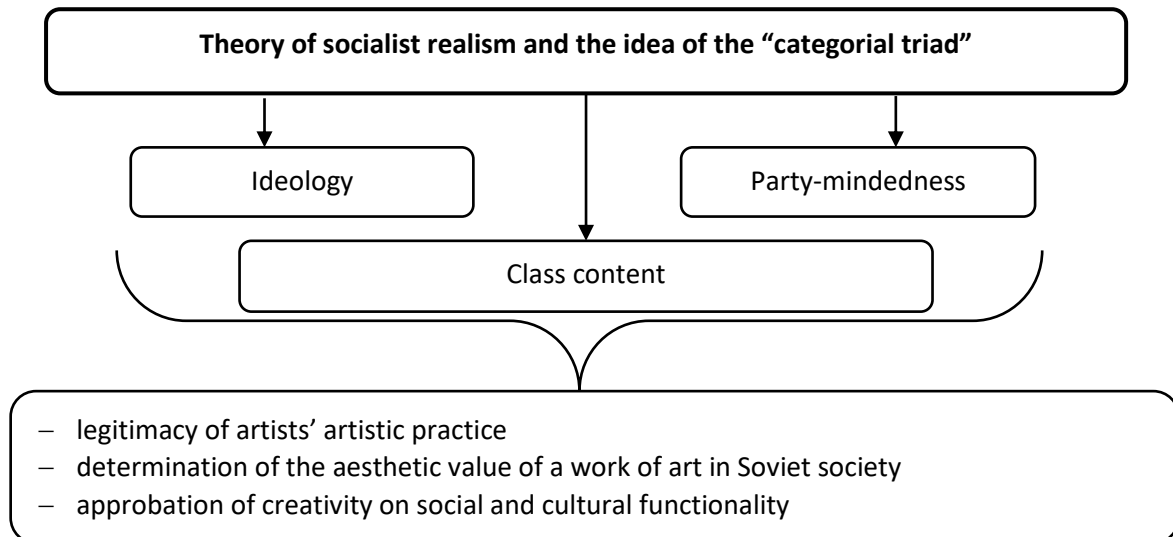 Theory of socialist realism and the idea of the “categorial triad”
Ideology
Party-mindedness
Class content
– legitimacy of artists’ artistic practice
– determination of the aesthetic value of a work of art in Soviet society
– approbation of creativity on social and cultural functionality